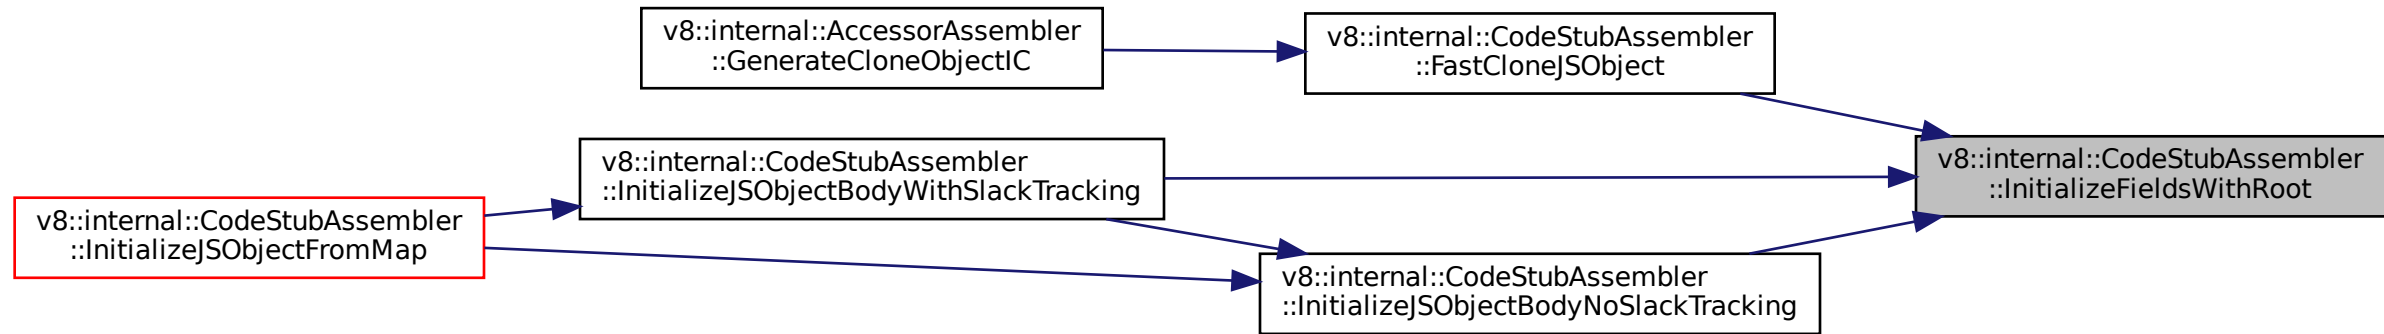 v8::internal::AccessorAssembler
::GenerateCloneObjectIC
v8::internal::CodeStubAssembler
::FastCloneJSObject
v8::internal::CodeStubAssembler
::InitializeJSObjectBodyWithSlackTracking
v8::internal::CodeStubAssembler
::InitializeFieldsWithRoot
v8::internal::CodeStubAssembler
::InitializeJSObjectFromMap
v8::internal::CodeStubAssembler
::InitializeJSObjectBodyNoSlackTracking